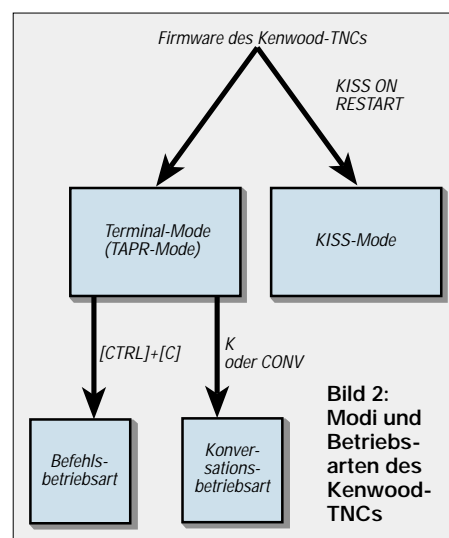 Firmware des Kenwood-TNCs
KISS ON
RESTART
Terminal-Mode
(TAPR-Mode)
KISS-Mode
[CTRL]+[C]
K
oder CONV
Befehls-
betriebsart
Konver-
sations-
betriebsart
Bild 2:
Modi und
Betriebs-
arten des
Kenwood-
TNCs